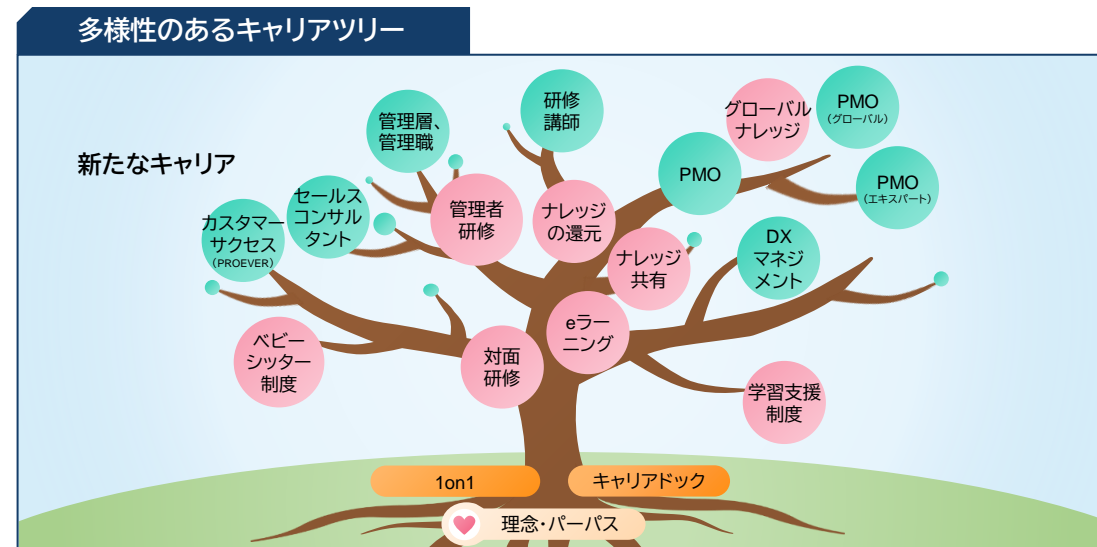 多様性のあるキャリアツリー
新たなキャリア
管理層、
管理職
研修
講師
グローバル
ナレッジ
PMO
（グローバル）
PMO
PMO
（エキスパート）
セールス
コンサル
タント
カスタマー
サクセス
（PROEVER）
管理者
研修
ナレッジ
の還元
ナレッジ
共有
DX
マネジ
メント
ベビー
シッター
制度
対面
研修
eラー
ニング
学習支援
制度
1on1
キャリアドック
理念・パーパス